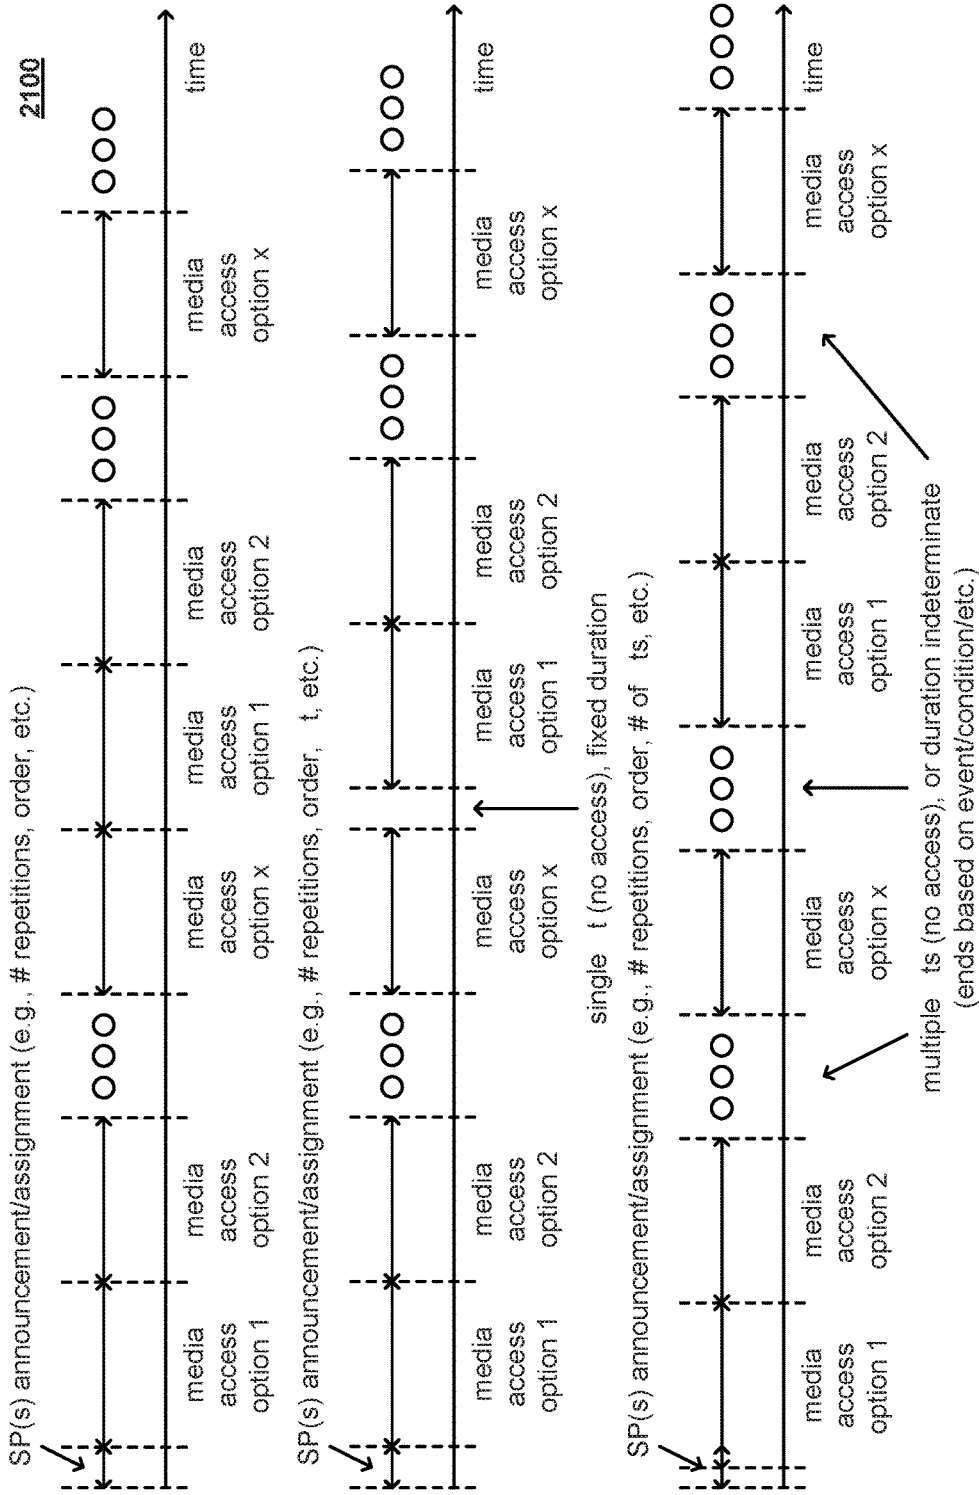 2100
SP(s) announcement/assignment (e.g., # repetitions, order, etc.)
media
access
option 1
media
access
option 2
media
access
option x
media
access
option 1
media
access
option 2
media
access
option x
time
SP(s) announcement/assignment (e.g., # repetitions, order, t, etc.)
media
access
option 1
media
access
option 2
media
access
option x
media
access
option 1
media
access
option 2
media
access
option x
time
single t (no access), fixed duration
SP(s) announcement/assignment (e.g., # repetitions, order, # of ts, etc.)
media
access
option 1
media
access
option 2
media
access
option x
media
access
option 1
media
access
option 2
media
access
option x
time
multiple ts (no access), or duration indeterminate
(ends based on event/condition/etc.)